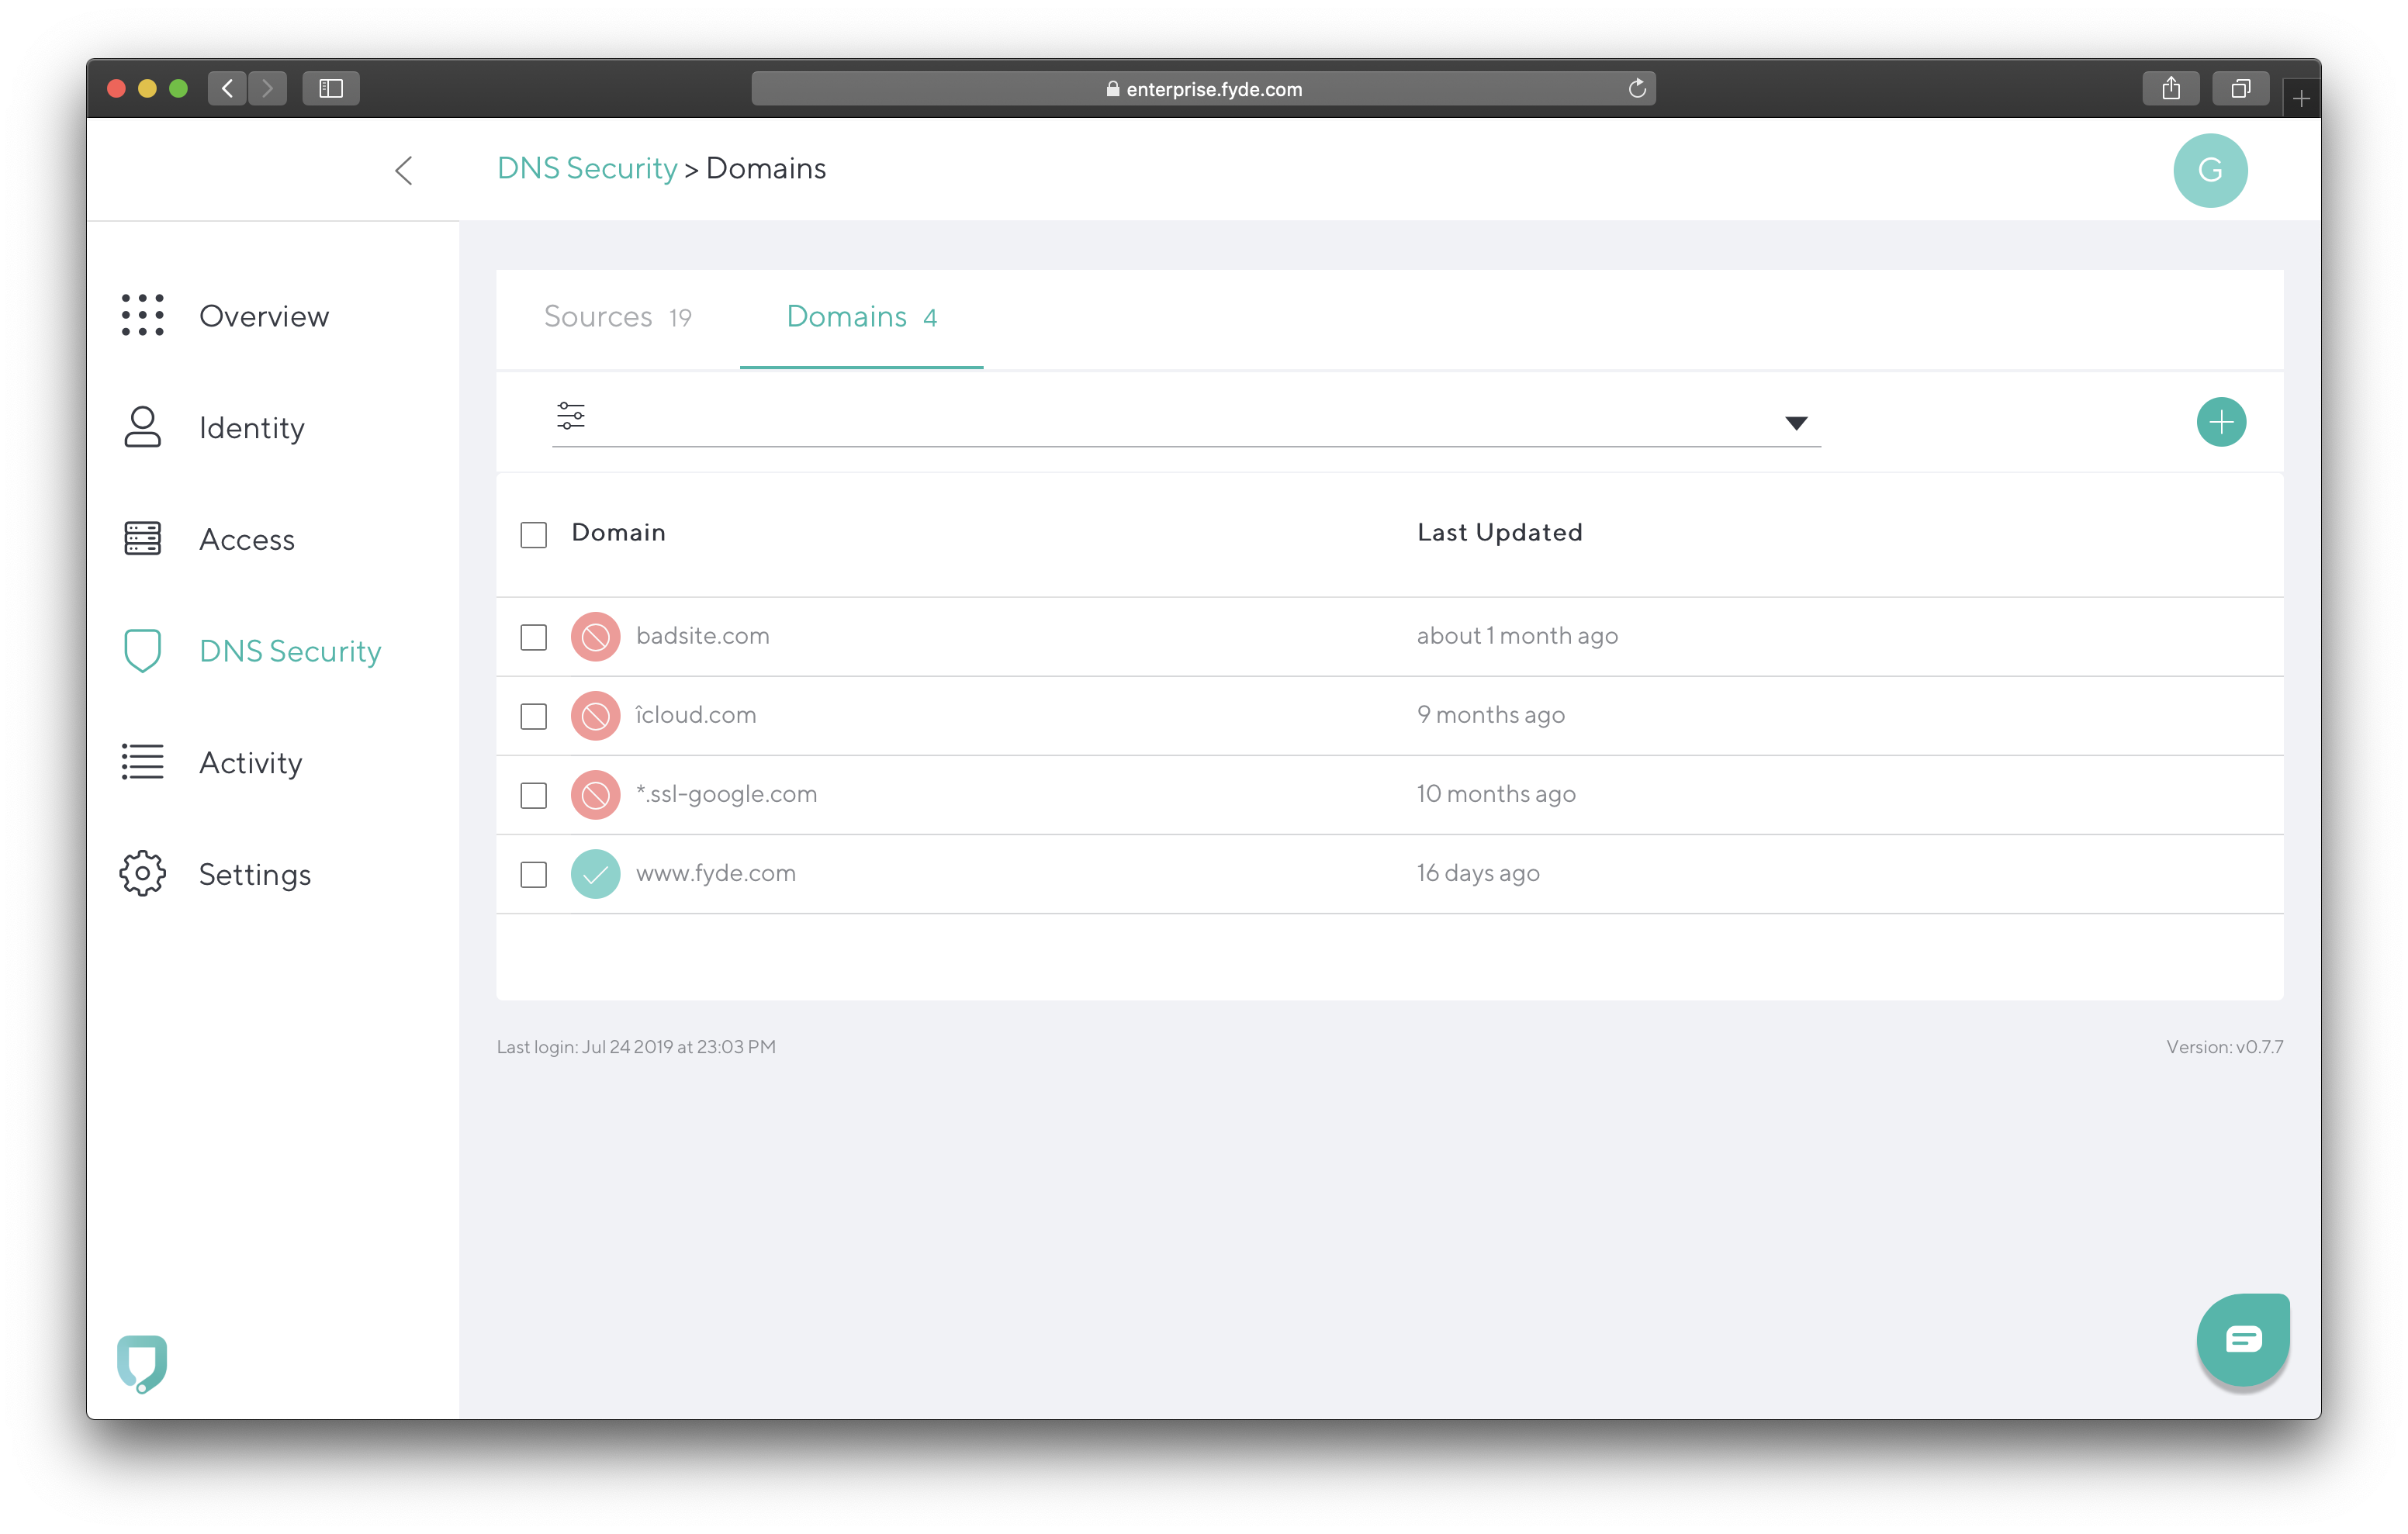 enterprise.fyde.com
DNS Security > Domains
G
Overview
Identity
Access
DNS Security
Activity
Settings
Sources 19
Domains 4
Domain
Last Updated
badsite.com
about 1 month ago
îcloud.com
9 months ago
*.ssl-google.com
10 months ago
www.fyde.com
16 days ago
Last login: Jul 24 2019 at 23:03 PM
Version: v0.7.7